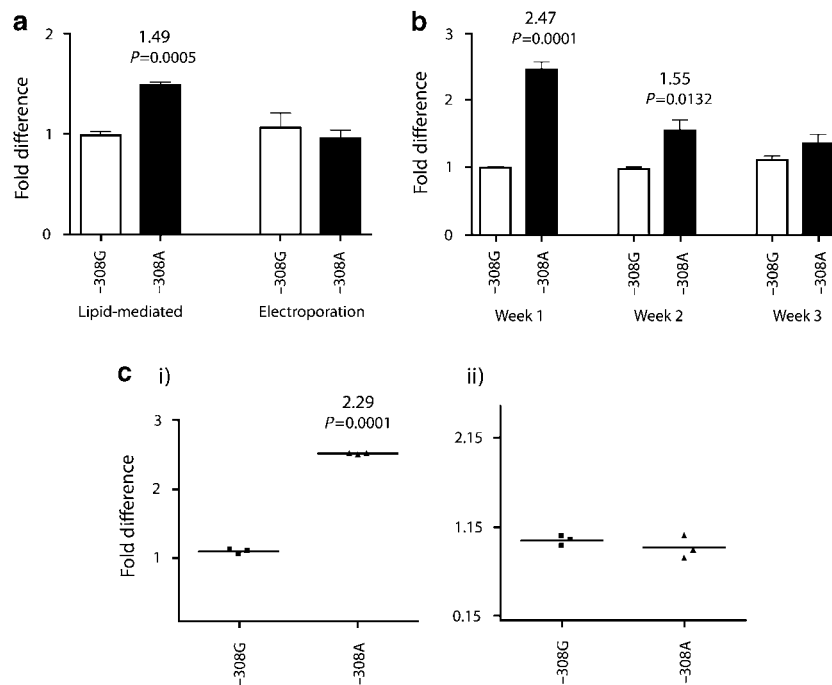 a
2
1
0
Fold difference
1.49
P=0.0005
–308G
–308A
–308G
–308A
Lipid-mediated
Electroporation
b
3
2
1
0
Fold difference
2.47
P=0.0001
1.55
P=0.0132
–308G
–308A
–308G
–308A
–308G
–308A
Week 1
Week 2
Week 3
c
i)
3
2
1
Fold difference
2.29
P=0.0001
–308G
–308A
ii)
2.15
1.15
0.15
–308G
–308A